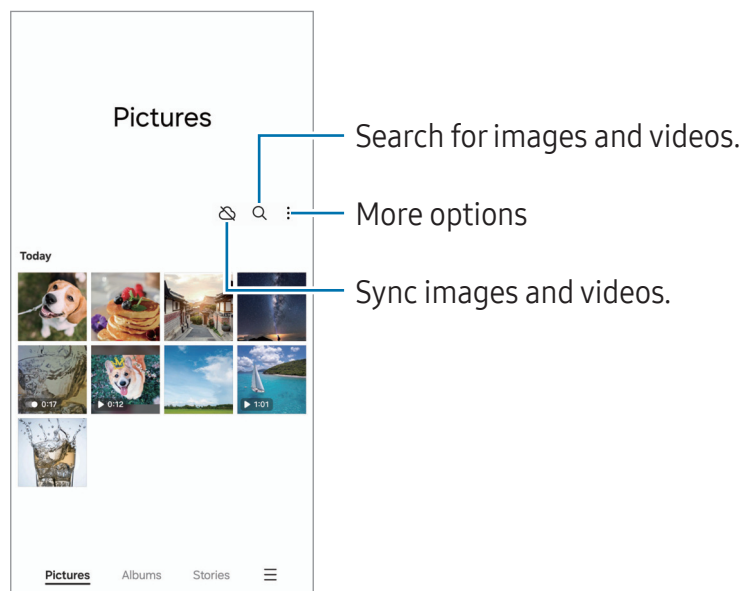 Pictures
Search for images and videos.
More options
Today
Sync images and videos.
0:17
0:12
1:01
Pictures Albums Stories